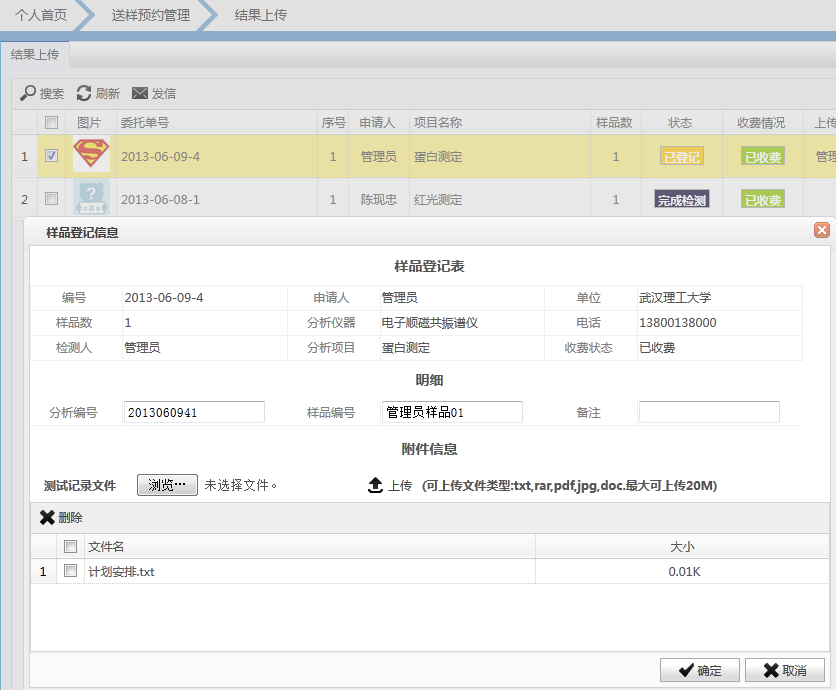 个人首页 送样预约管理 结果上传
结果上传
搜索 刷新 发信
图片 委托单号 序号 申请人 项目名称 样品数 状态 收费情况 上传
1 2013-06-09-4 1 管理员 蛋白测定 1 已登记 已收费 管理
2 ? 2013-06-08-1 1 陈现忠 红光测定 1 完成检测 已收费
样品登记信息
样品登记表
编号 2013-06-09-4 申请人 管理员 单位 武汉理工大学
样品数 1 分析仪器 电子顺磁共振谱仪 电话 13800138000
检测人 管理员 分析项目 蛋白测定 收费状态 已收费
明细
分析编号 2013060941 样品编号 管理员样品01 备注
附件信息
测试记录文件 浏览… 未选择文件。 上传 (可上传文件类型:txt,rar,pdf,jpg,doc.最大可上传20M)
删除
文件名 大小
1 计划安排.txt 0.01K
确定 取消